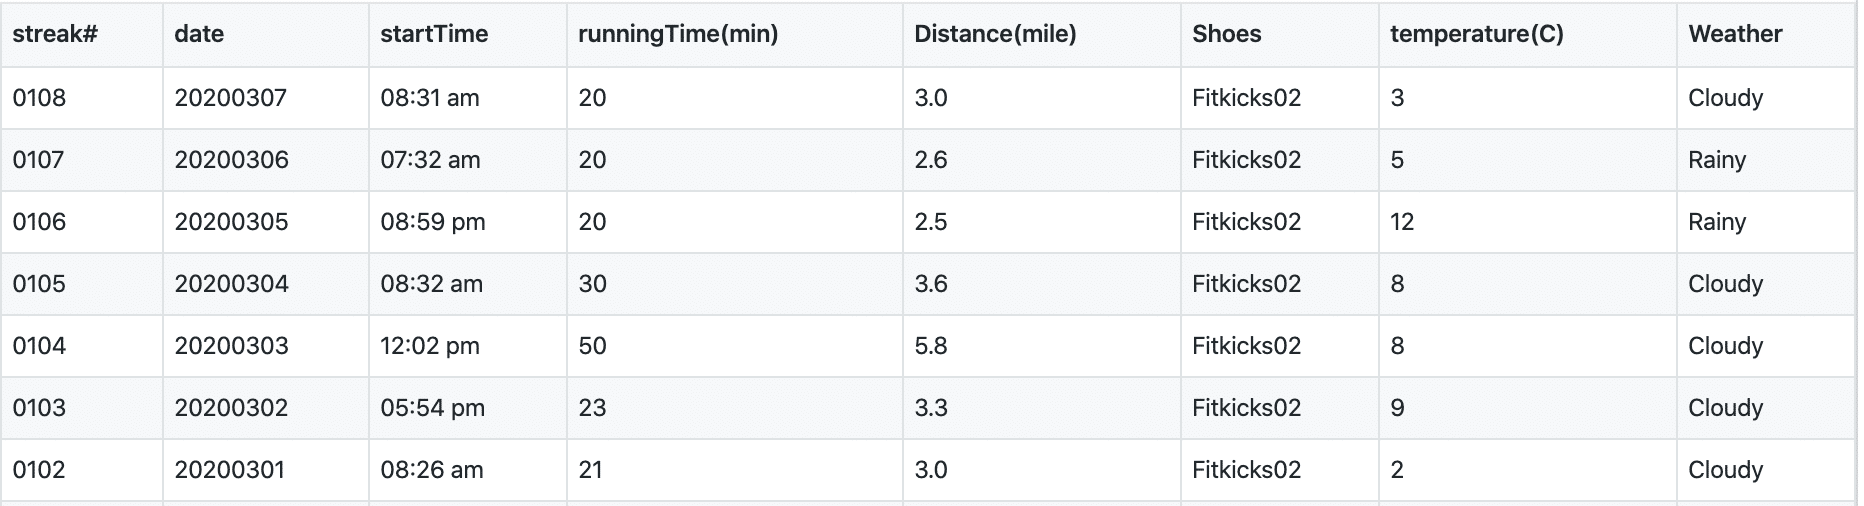 streak# date startTime runningTime(min) Distance(mile) Shoes temperature(C) Weather
0108 20200307 08:31 am 20 3.0 Fitkicks02 3 Cloudy
0107 20200306 07:32 am 20 2.6 Fitkicks02 5 Rainy
0106 20200305 08:59 pm 20 2.5 Fitkicks02 12 Rainy
0105 20200304 08:32 am 30 3.6 Fitkicks02 8 Cloudy
0104 20200303 12:02 pm 50 5.8 Fitkicks02 8 Cloudy
0103 20200302 05:54 pm 23 3.3 Fitkicks02 9 Cloudy
0102 20200301 08:26 am 21 3.0 Fitkicks02 2 Cloudy